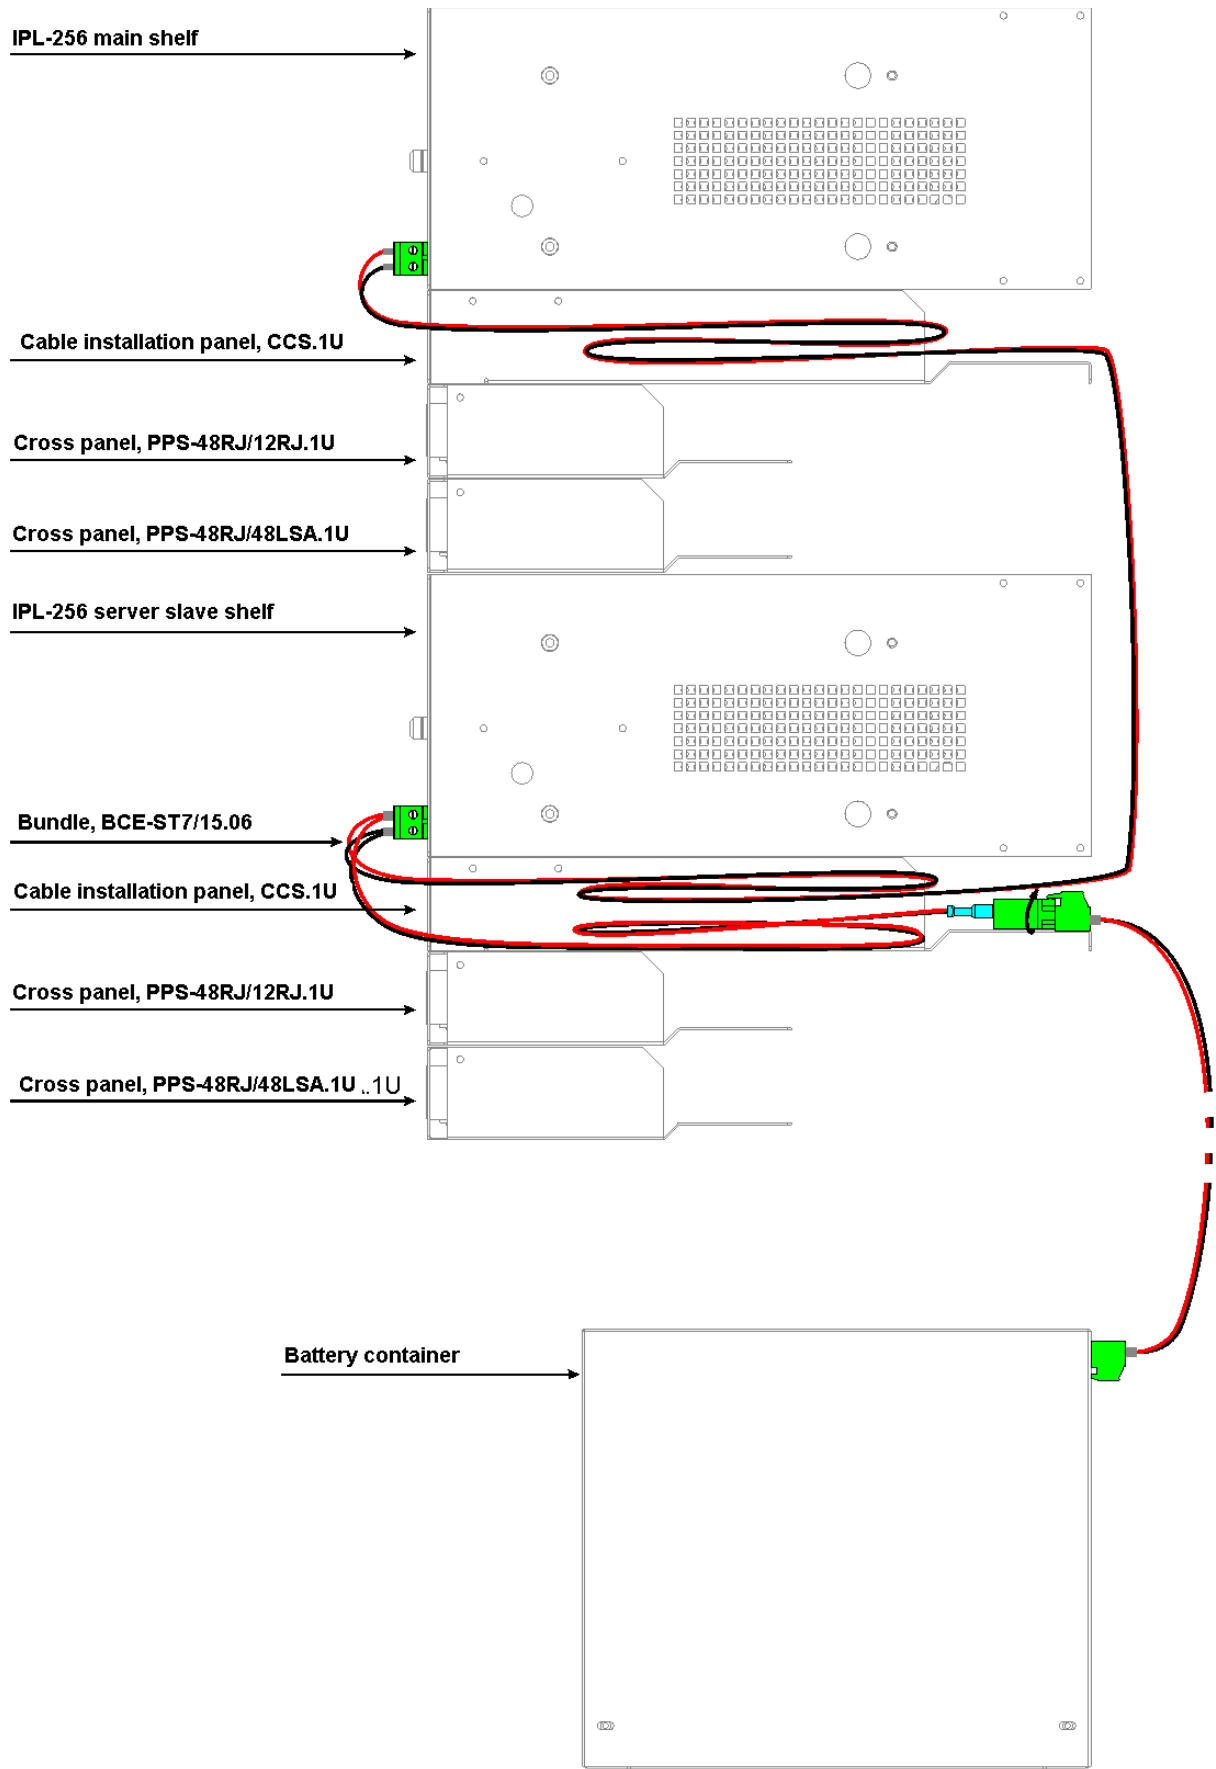 IPL-256 main shelf
Cable installation panel, CCS.1U
Cross panel, PPS-48RJ/12RJ.1U
Cross panel, PPS-48RJ/48LSA.1U
IPL-256 server slave shelf
Bundle, BCE-ST7/15.06
Cable installation panel, CCS.1U
Cross panel, PPS-48RJ/12RJ.1U
Cross panel, PPS-48RJ/48LSA.1U ..1U
Battery container